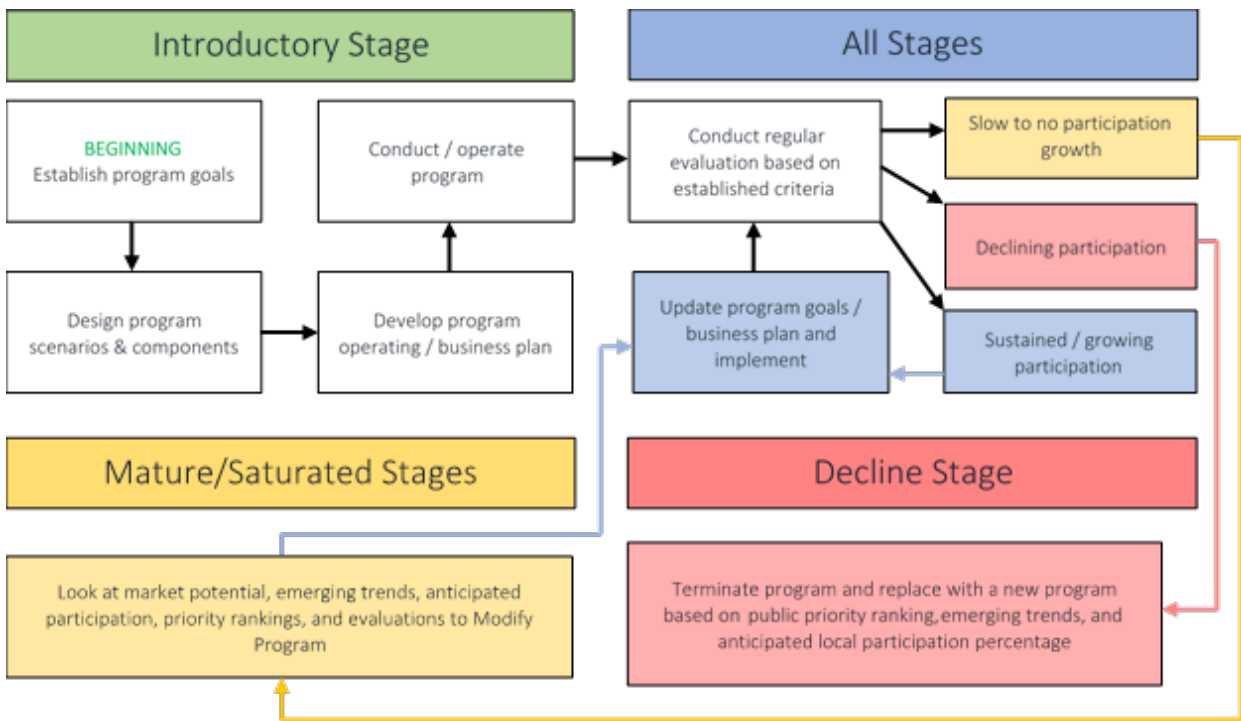 Introductory Stage
All Stages
BEGINNING
Establish program goals
Conduct / operate
program
Conduct regular
evaluation based on
established criteria
Slow to no participation
growth
Declining participation
Design program
scenarios & components
Develop program
operating / business plan
Update program goals /
business plan and
implement
Sustained / growing
participation
Mature/Saturated Stages
Decline Stage
Look at market potential, emerging trends, anticipated
participation, priority rankings, and evaluations to Modify
Program
Terminate program and replace with a new program
based on public priority ranking, emerging trends, and
anticipated local participation percentage